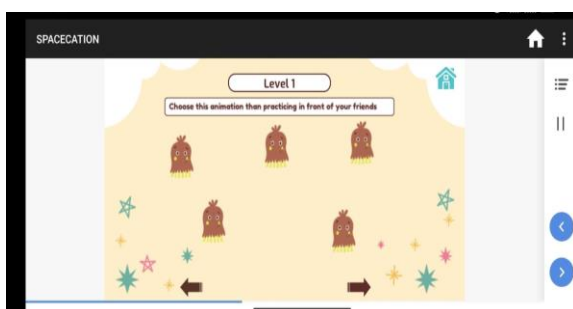 SPACECATION
Level 1
Choose this animation than practicing in front of your friends